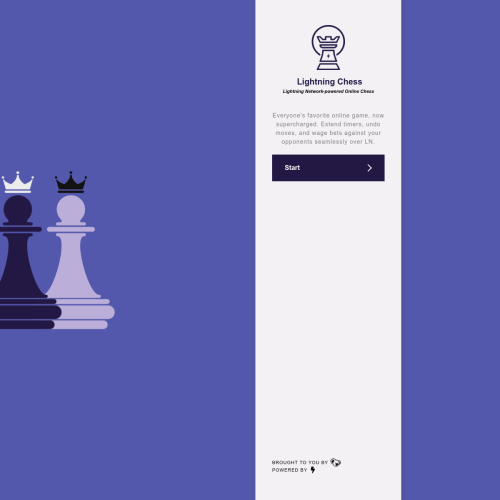 Lightning Chess
Lightning Network-powered Online Chess
Everyone's favorite online game, now
supercharged. Extend timers, undo
moves, and wage bets against your
opponents seamlessly over LN.
Start
BROUGHT TO YOU BY
POWERED BY